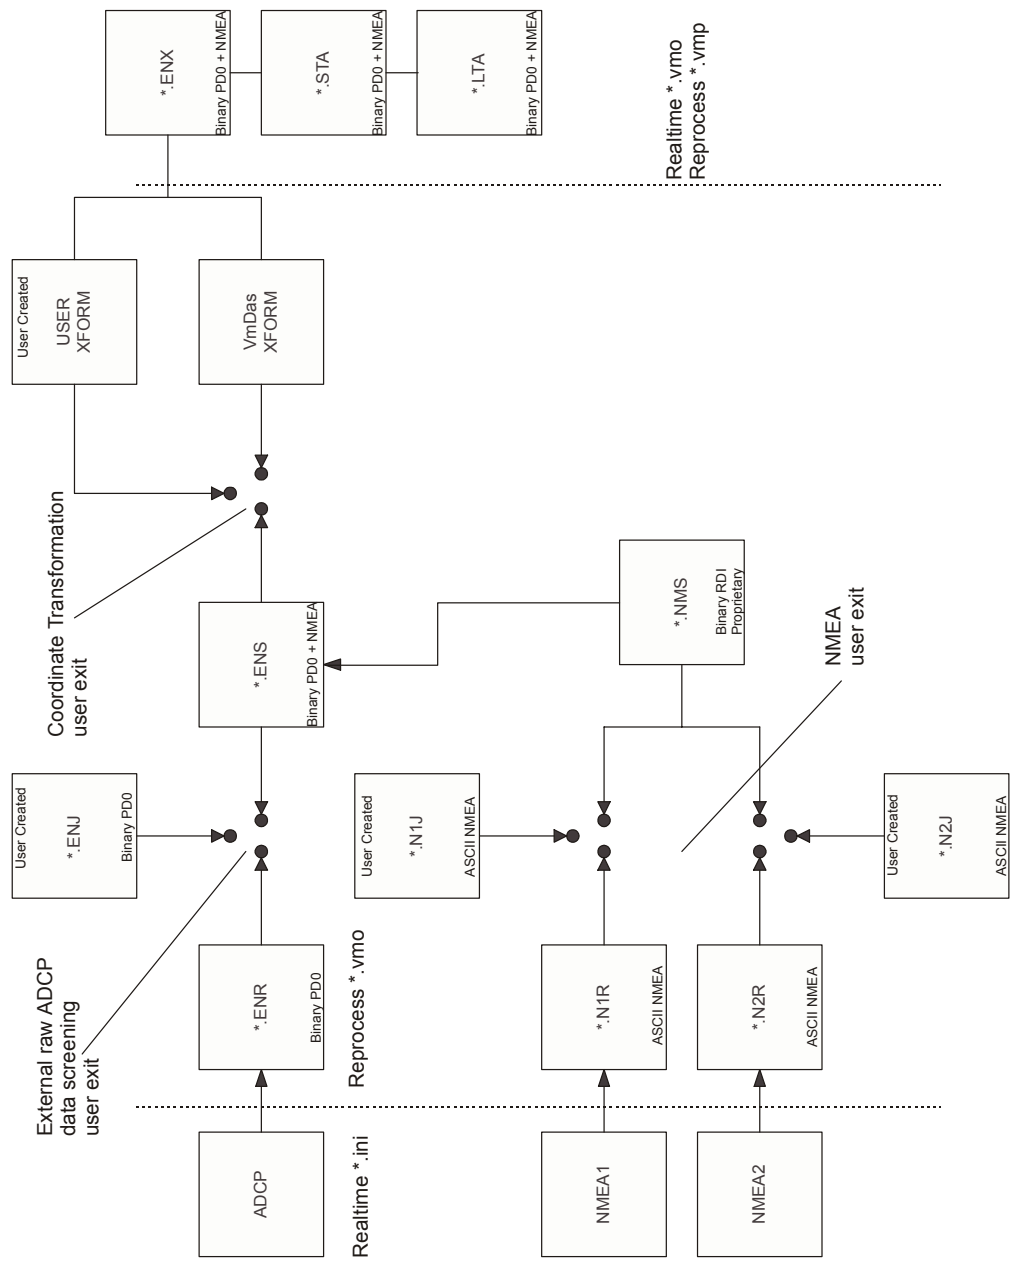 External raw ADCP
data screening
user exit
User Created
*.ENJ
Binary PD0
Coordinate Transformation
user exit
User Created
USER
XFORM
*.ENX
Binary PD0 + NMEA
ADCP
*.ENR
Binary PD0
*.ENS
Binary PD0 + NMEA
VmDas
XFORM
*.STA
Binary PD0 + NMEA
Realtime *.ini
Reprocess *.vmo
User Created
*.N1J
ASCII NMEA
*.LTA
Binary PD0 + NMEA
NMEA1
*.N1R
ASCII NMEA
*.NMS
Binary RDI
Proprietary
Realtime *.vmo
Reprocess *.vmp
NMEA2
*.N2R
ASCII NMEA
NMEA
user exit
User Created
*.N2J
ASCII NMEA